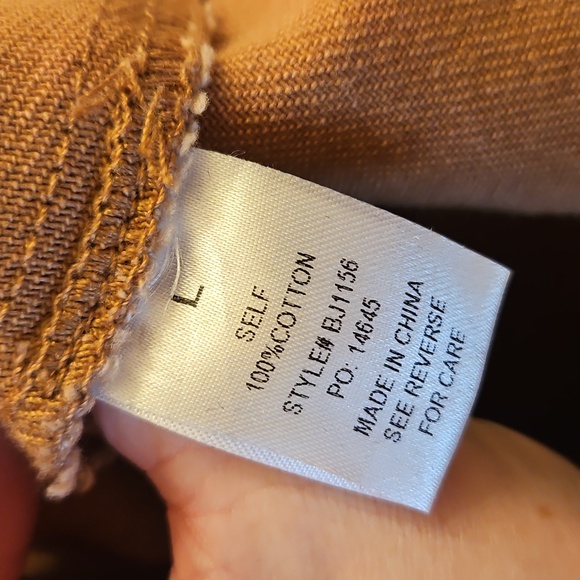 L
SELF
100%COTTON
STYLE# BJ1156
PO: 14645
MADE IN CHINA
SEE REVERSE
FOR CARE